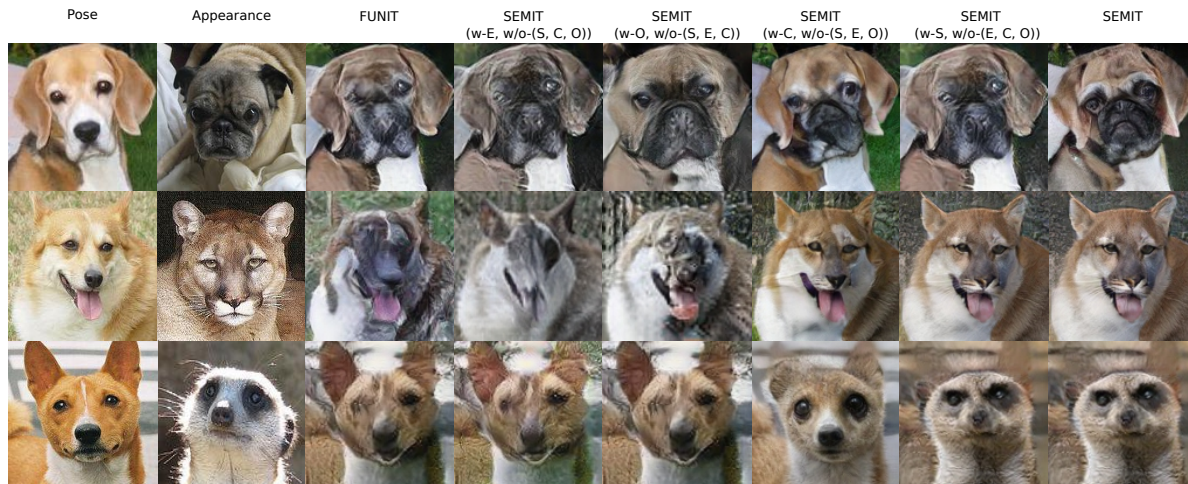 Pose
Appearance
FUNIT
SEMIT
(w-E, w/o-(S, C, O))
SEMIT
(w-O, w/o-(S, E, C))
SEMIT
(w-C, w/o-(S, E, O))
SEMIT
(w-S, w/o-(E, C, O))
SEMIT